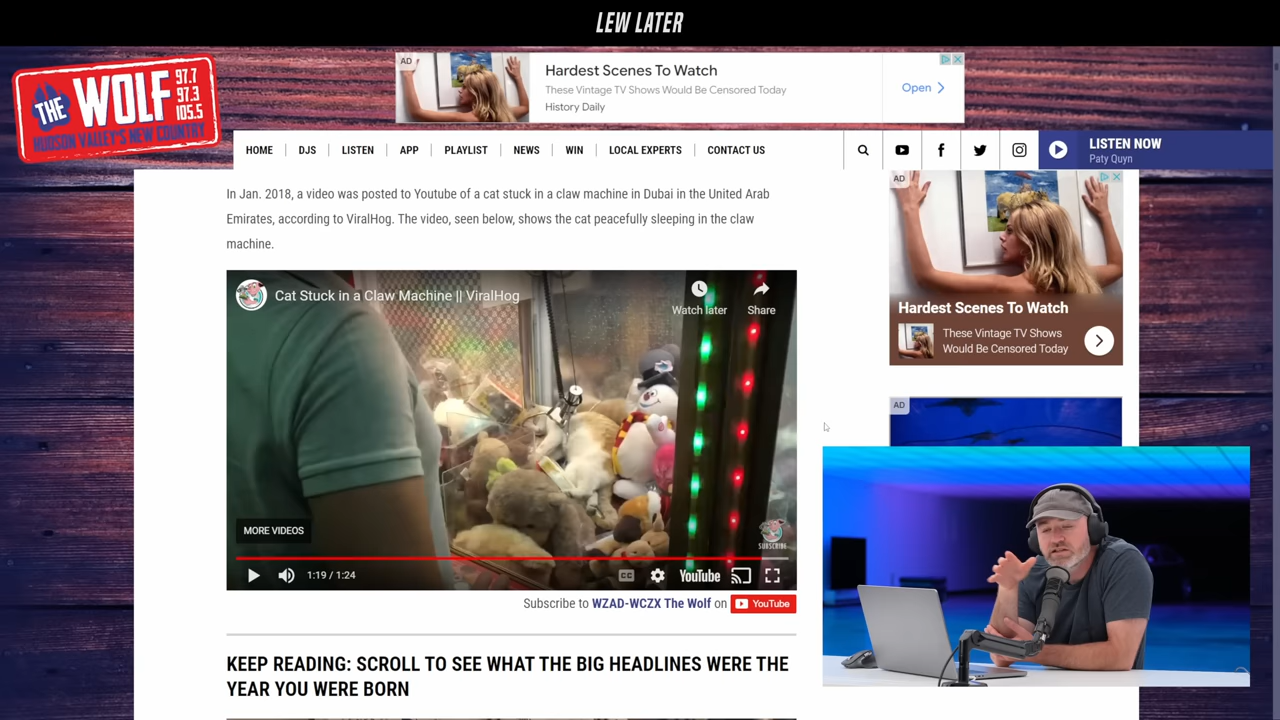 LEW LATER
THE WOLF
97.7
97.3
105.5
HUDSON VALLEY'S NEW COUNTRY
AD
Hardest Scenes To Watch
These Vintage TV Shows Would Be Censored Today
History Daily
Open
HOME
DJS
LISTEN
APP
PLAYLIST
NEWS
WIN
LOCAL EXPERTS
CONTACT US
LISTEN NOW
Paty Quyn
In Jan. 2018, a video was posted to Youtube of a cat stuck in a claw machine in Dubai in the United Arab
Emirates, according to ViralHog. The video, seen below, shows the cat peacefully sleeping in the claw
machine.
Cat Stuck in a Claw Machine || ViralHog
Watch later
Share
MORE VIDEOS
SUBSCRIBE
1:19 / 1:24
CC
YouTube
Subscribe to WZAD-WCZX The Wolf on YouTube
KEEP READING: SCROLL TO SEE WHAT THE BIG HEADLINES WERE THE
YEAR YOU WERE BORN
AD
Hardest Scenes To Watch
These Vintage TV Shows
Would Be Censored Today
AD